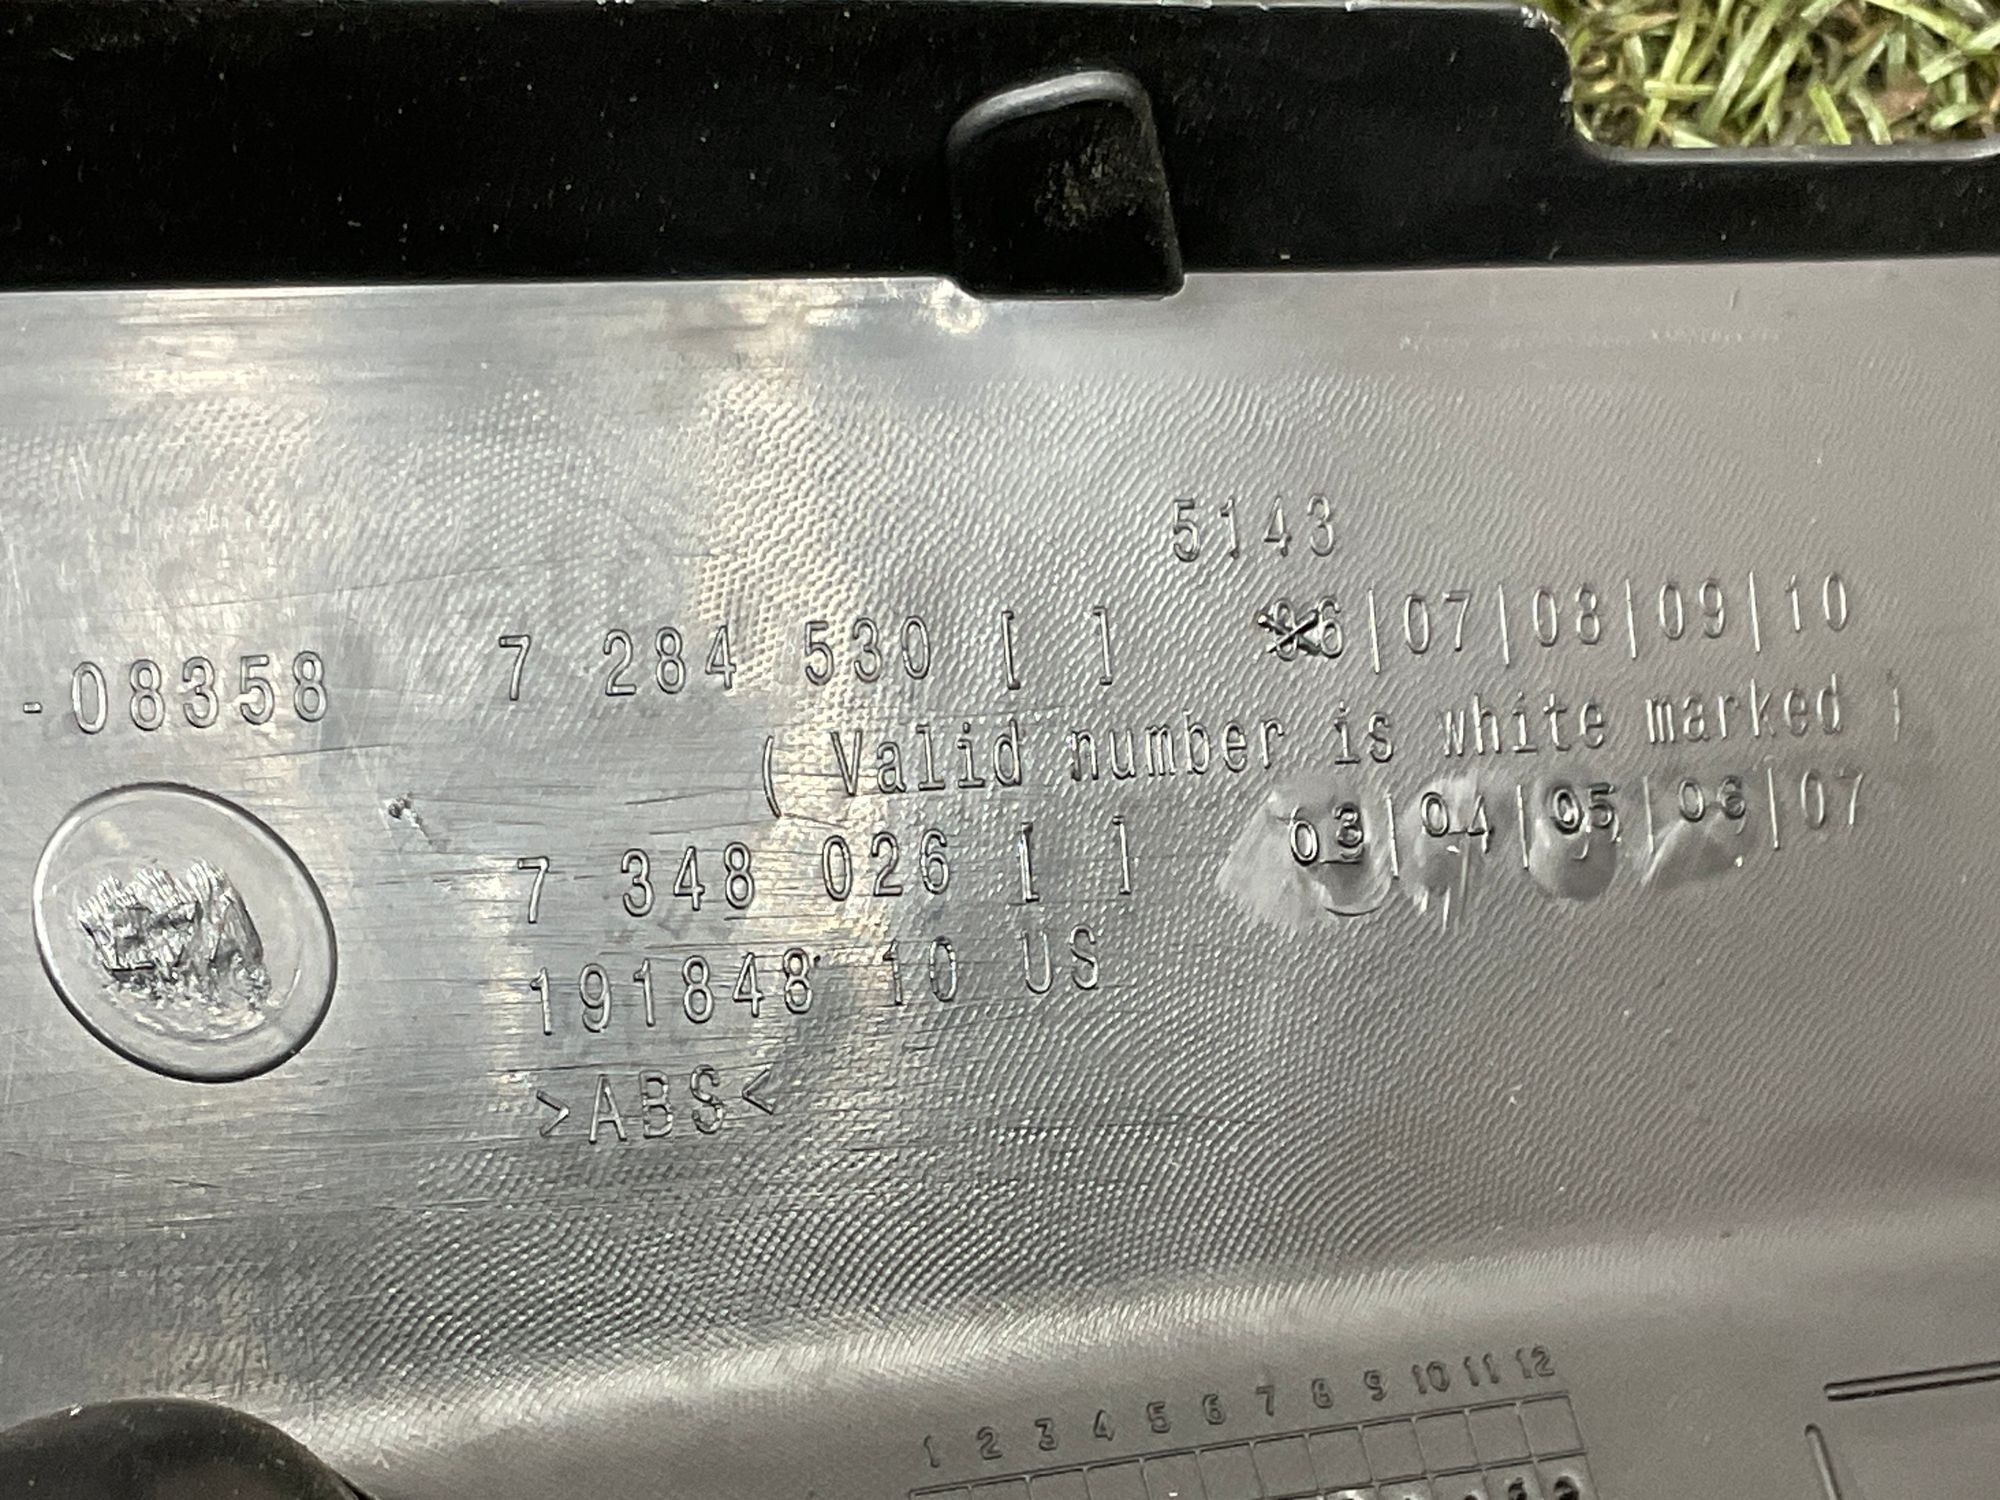 5143
-08358 7 284 530 [ ] 06|07|08|09|10
( Valid number is white marked )
7 348 026 [ ] 03|04|05|06|07
191848 10 US
>ABS<
1 2 3 4 5 6 7 8 9 10 11 12